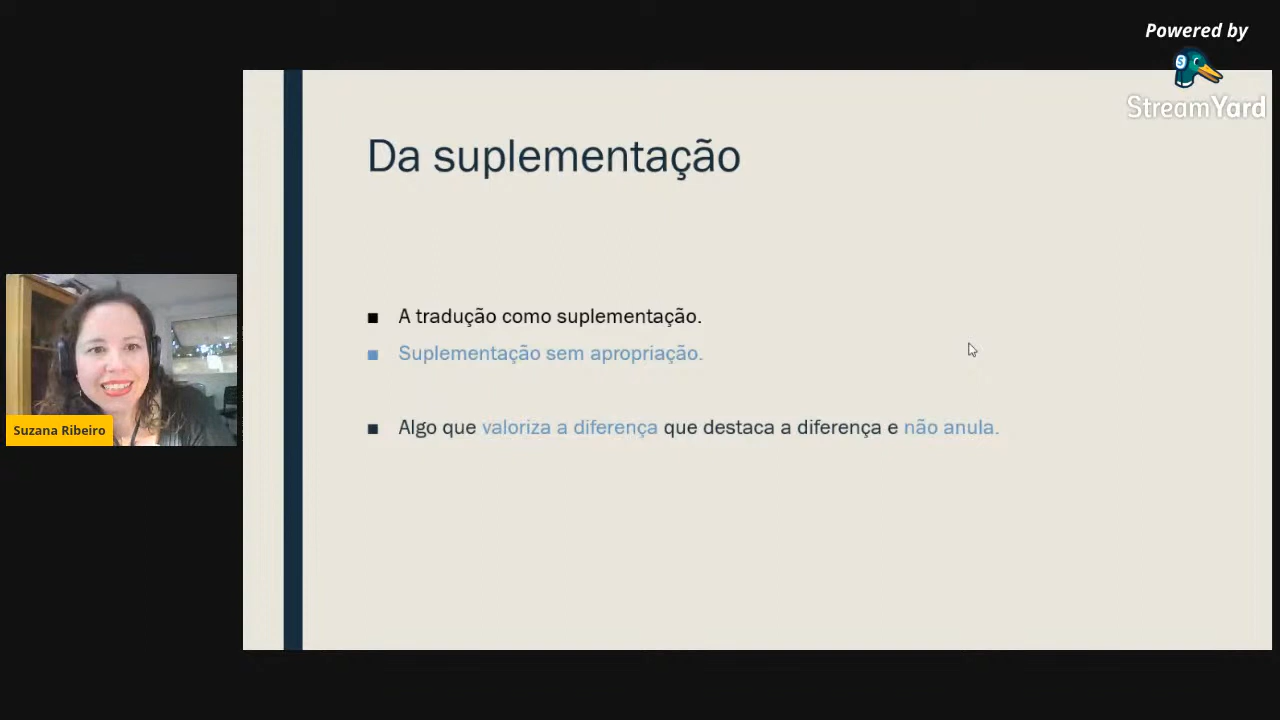 Powered by
StreamYard
Da suplementação
A tradução como suplementação.
Suplementação sem apropriação.
Algo que valoriza a diferença que destaca a diferença e não anula.
Suzana Ribeiro